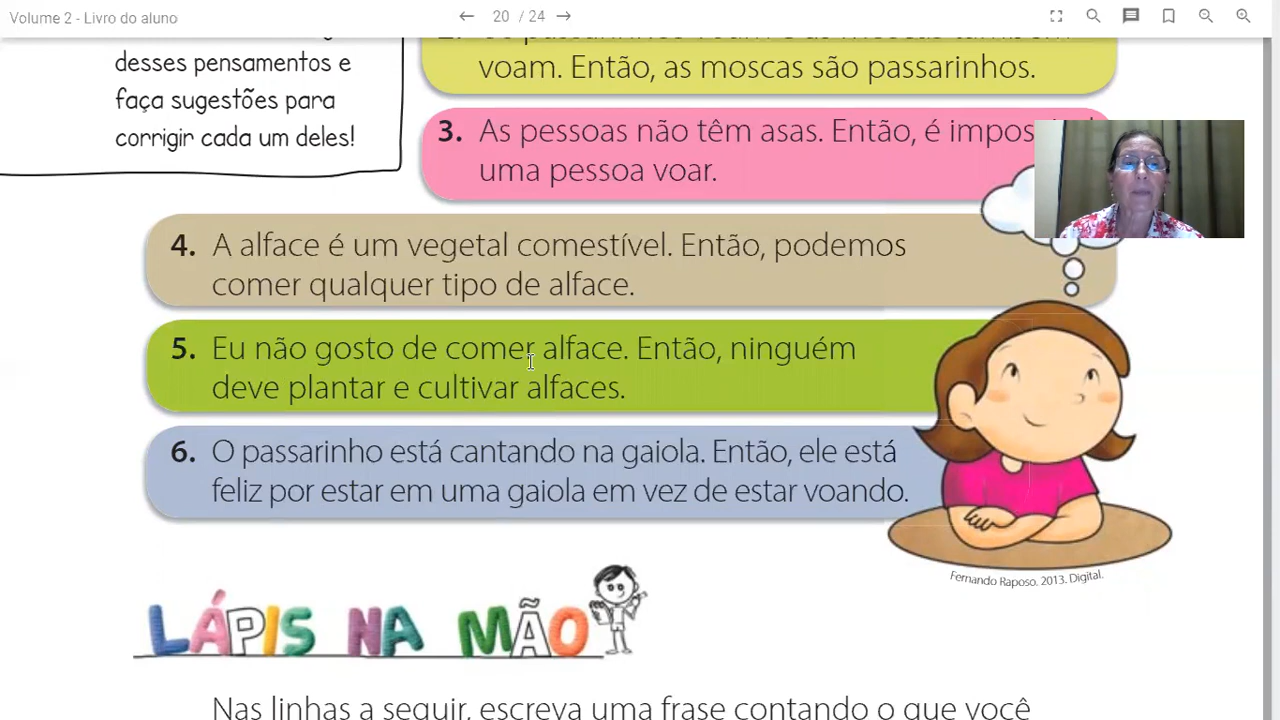 Volume 2 - Livro do aluno
20 / 24
desses pensamentos e
faça sugestões para
corrigir cada um deles!
voam. Então, as moscas são passarinhos.
3. As pessoas não têm asas. Então, é
uma pessoa voar.
4. A alface é um vegetal comestível. Então, podemos
comer qualquer tipo de alface.
5. Eu não gosto de comer alface. Então, ninguém
deve plantar e cultivar alfaces.
6. O passarinho está cantando na gaiola. Então, ele está
feliz por estar em uma gaiola em vez de estar voando.
Fernando Raposo. 2013. Digital.
LÁPIS NA MÃO
Nas linhas a seguir, escreva uma frase contando o que você